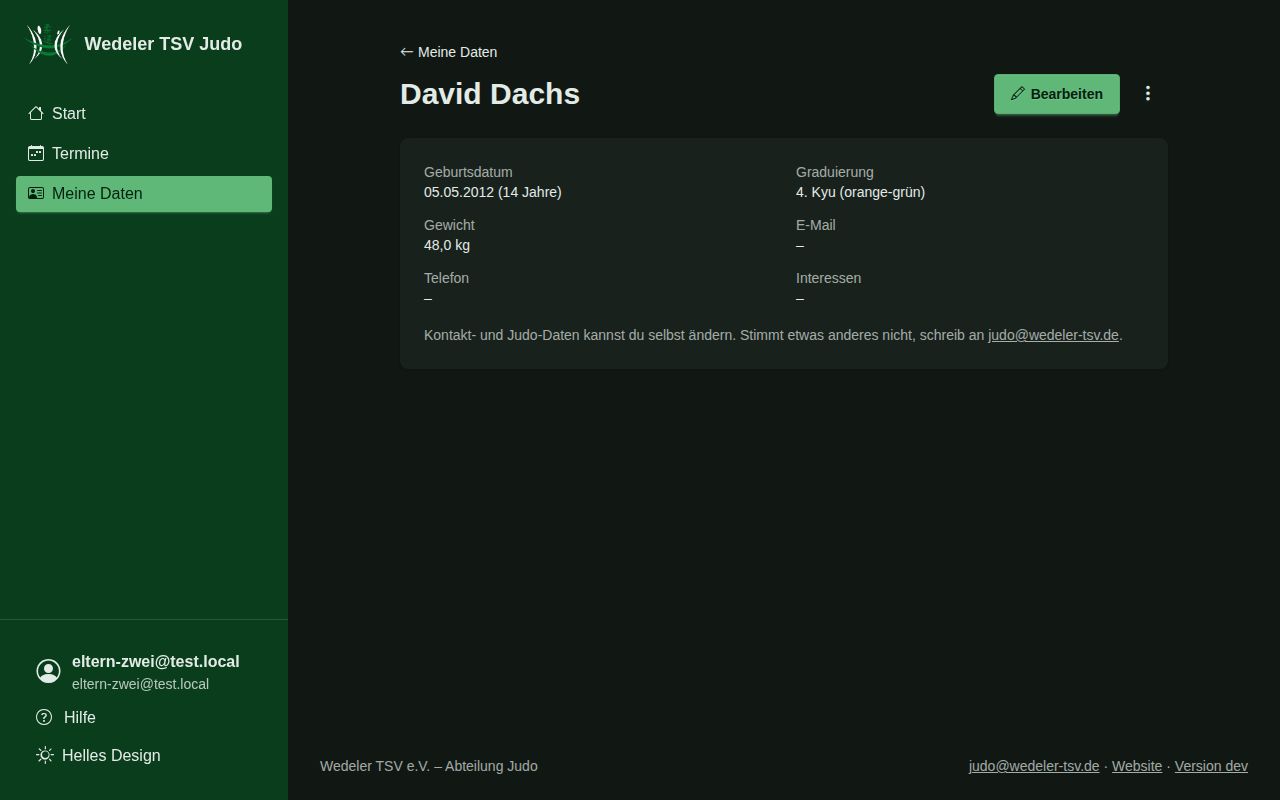 Wedeler TSV Judo
Start
Termine
Meine Daten
eltern-zwei@test.local
eltern-zwei@test.local
Hilfe
Helles Design
← Meine Daten
David Dachs
Bearbeiten
Geburtsdatum
05.05.2012 (14 Jahre)
Graduierung
4. Kyu (orange-grün)
Gewicht
48,0 kg
E-Mail
–
Telefon
–
Interessen
–
Kontakt- und Judo-Daten kannst du selbst ändern. Stimmt etwas anderes nicht, schreib an judo@wedeler-tsv.de.
Wedeler TSV e.V. – Abteilung Judo
judo@wedeler-tsv.de · Website · Version dev